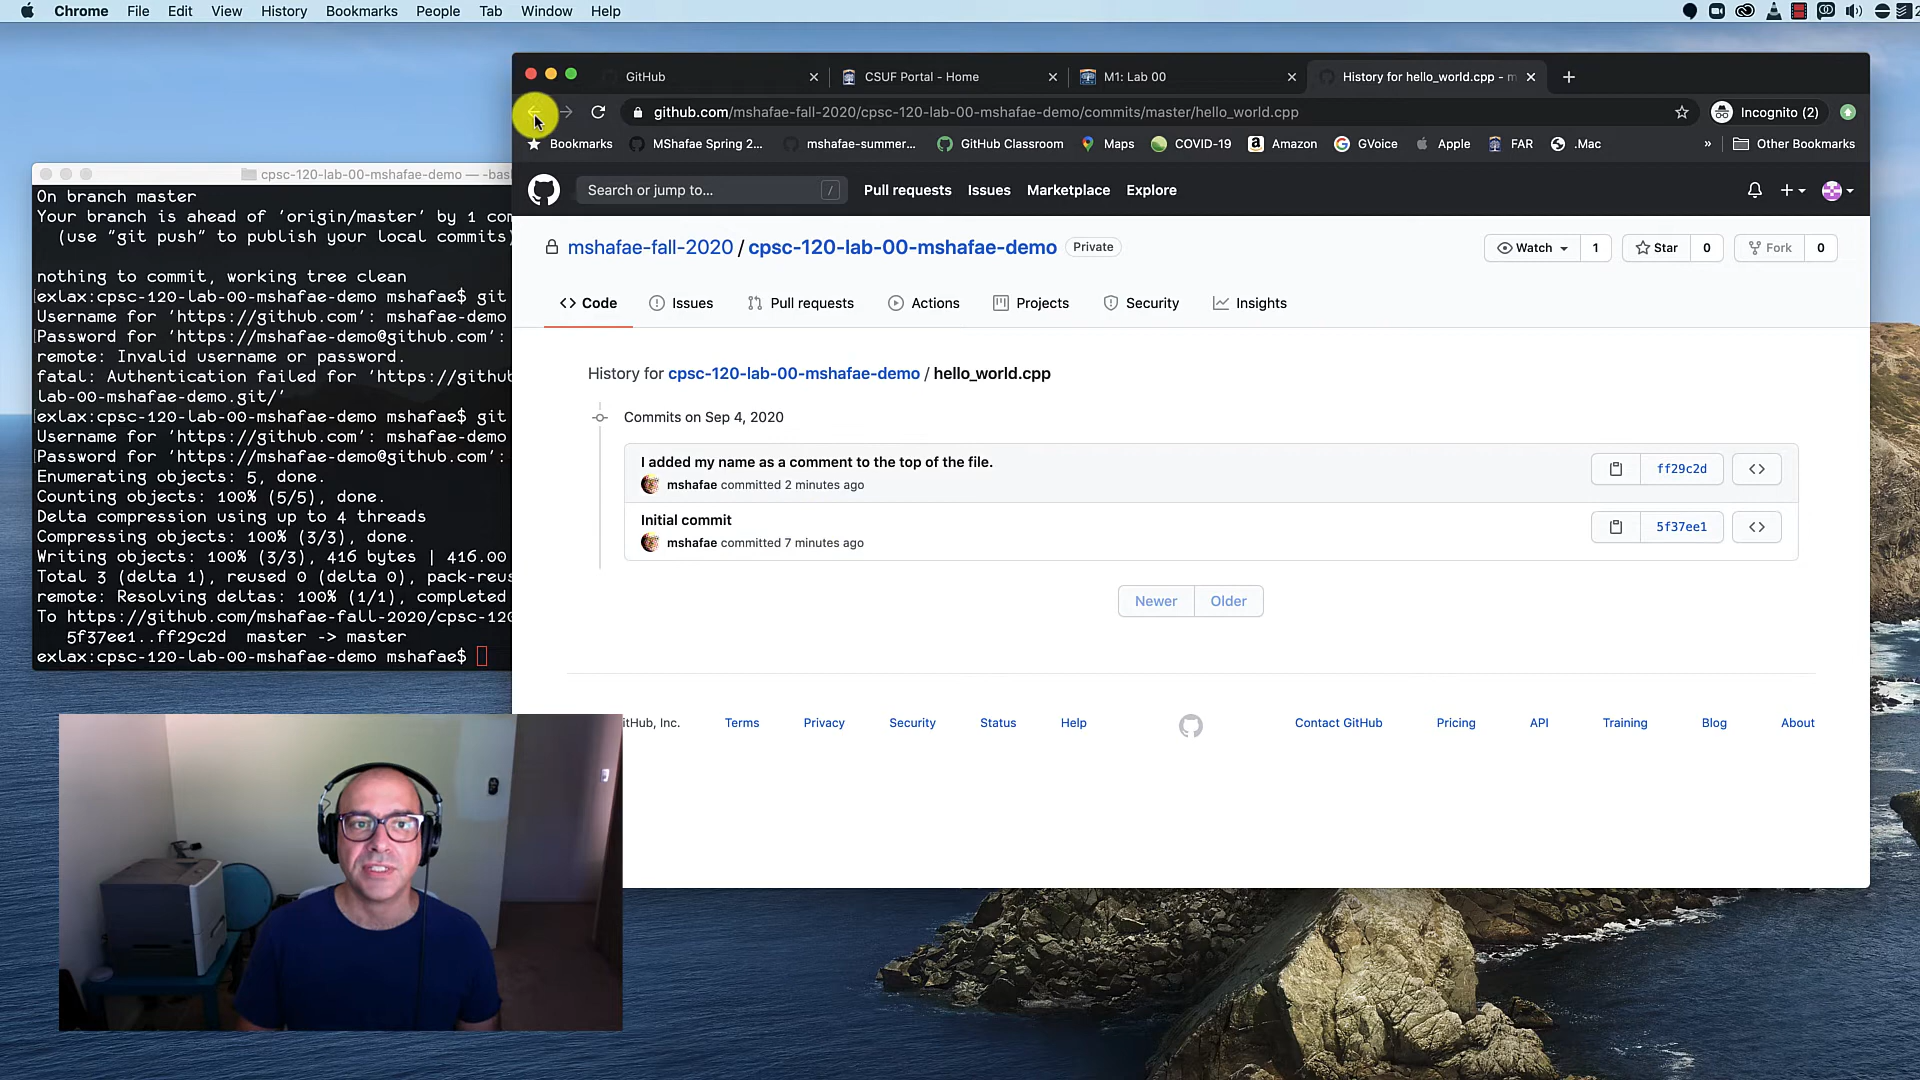 Chrome File Edit View History Bookmarks People Tab Window Help
GitHub
CSUF Portal - Home
M1: Lab 00
History for hello_world.cpp - m
github.com/mshafae-fall-2020/cpsc-120-lab-00-mshafae-demo/commits/master/hello_world.cpp
Incognito (2)
Bookmarks MShafae Spring 2... mshafae-summer... GitHub Classroom Maps COVID-19 Amazon GVoice Apple FAR .Mac » Other Bookmarks
Search or jump to... /
Pull requests Issues Marketplace Explore
mshafae-fall-2020 / cpsc-120-lab-00-mshafae-demo Private
Watch 1 Star 0 Fork 0
Code Issues Pull requests Actions Projects Security Insights
History for cpsc-120-lab-00-mshafae-demo / hello_world.cpp
Commits on Sep 4, 2020
I added my name as a comment to the top of the file.
mshafae committed 2 minutes ago
ff29c2d
Initial commit
mshafae committed 7 minutes ago
5f37ee1
Newer Older
itHub, Inc. Terms Privacy Security Status Help Contact GitHub Pricing API Training Blog About
cpsc-120-lab-00-mshafae-demo — -bas
On branch master
Your branch is ahead of 'origin/master' by 1 com
(use "git push" to publish your local commits)
nothing to commit, working tree clean
exlax:cpsc-120-lab-00-mshafae-demo mshafae$ git
Username for 'https://github.com': mshafae-demo
Password for 'https://mshafae-demo@github.com':
remote: Invalid username or password.
fatal: Authentication failed for 'https://githu
lab-00-mshafae-demo.git/'
exlax:cpsc-120-lab-00-mshafae-demo mshafae$ git
Username for 'https://github.com': mshafae-demo
Password for 'https://mshafae-demo@github.com':
Enumerating objects: 5, done.
Counting objects: 100% (5/5), done.
Delta compression using up to 4 threads
Compressing objects: 100% (3/3), done.
Writing objects: 100% (3/3), 416 bytes | 416.00
Total 3 (delta 1), reused 0 (delta 0), pack-reus
remote: Resolving deltas: 100% (1/1), completed
To https://github.com/mshafae-fall-2020/cpsc-120
5f37ee1..ff29c2d master -> master
exlax:cpsc-120-lab-00-mshafae-demo mshafae$